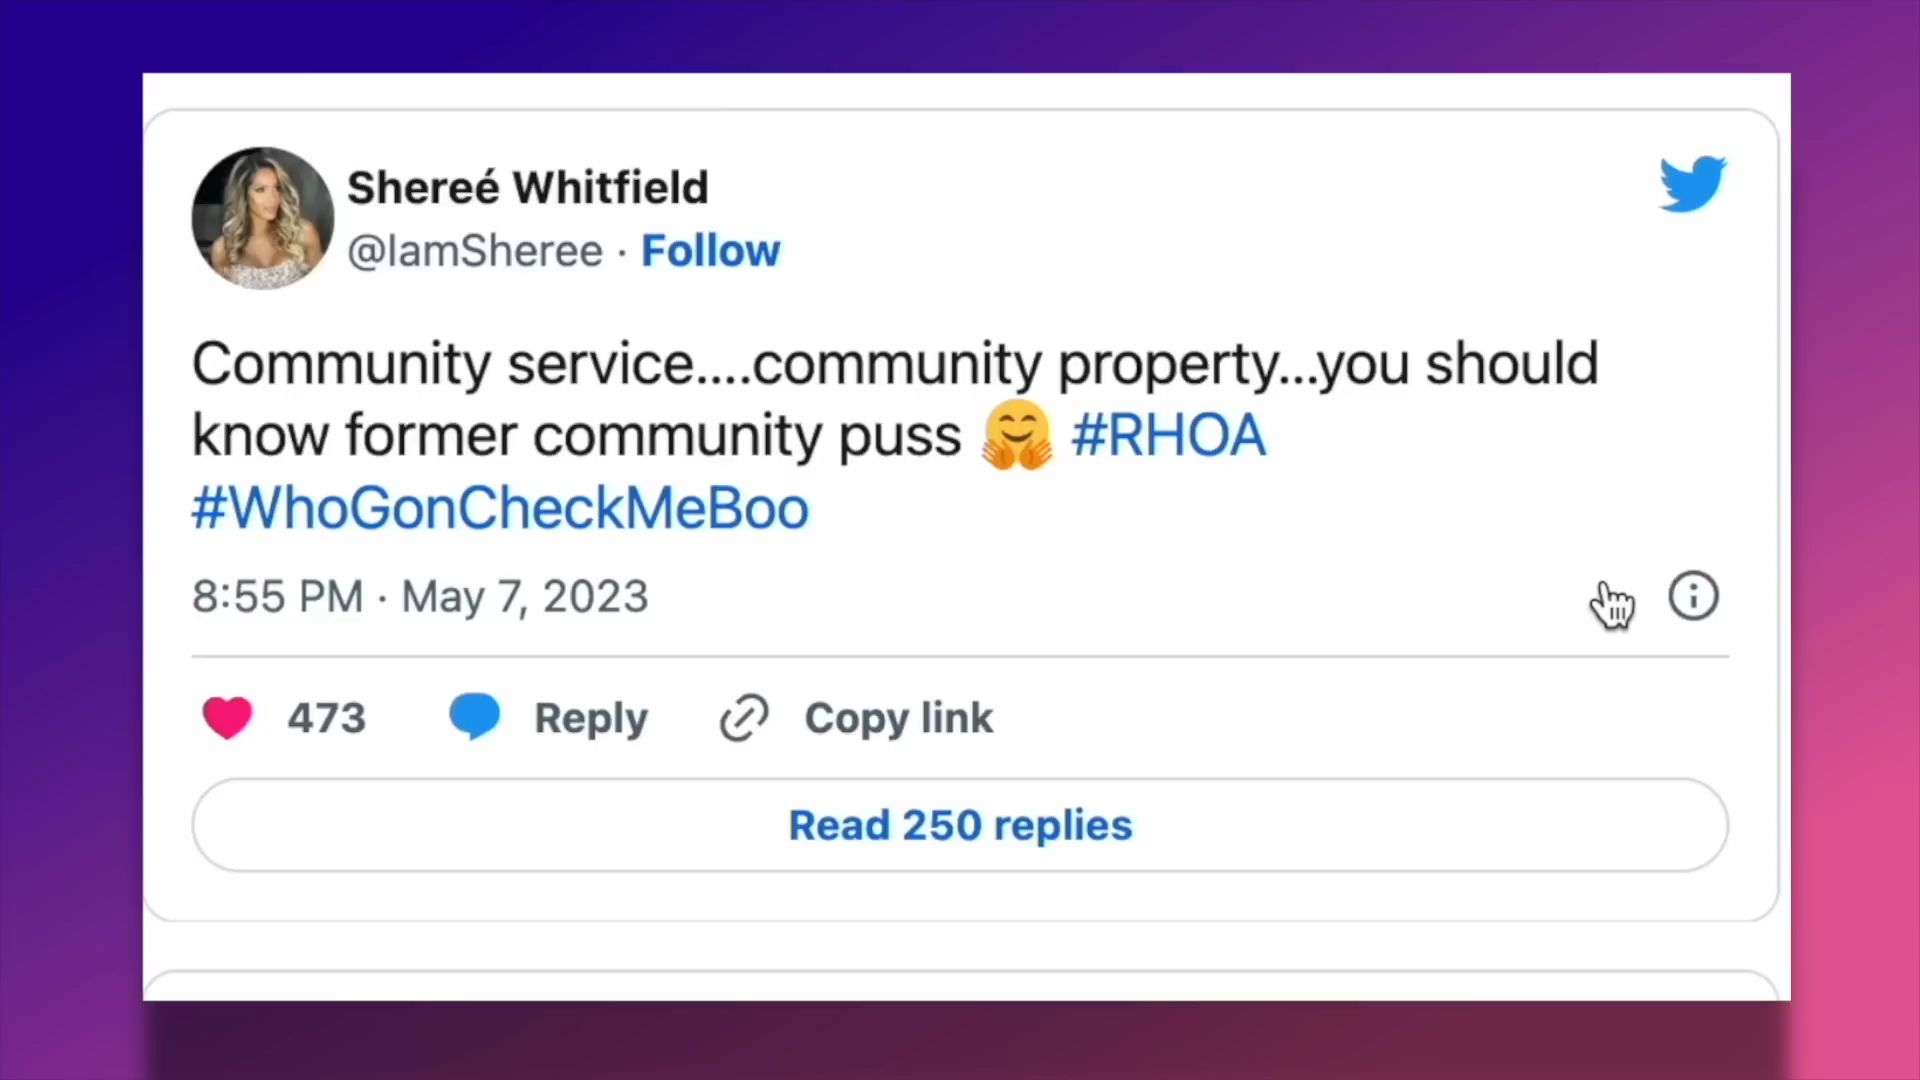 Shereé Whitfield
@IamSheree · Follow
Community service....community property...you should
know former community puss 🤗 #RHOA
#WhoGonCheckMeBoo
8:55 PM · May 7, 2023
473 Reply Copy link
Read 250 replies